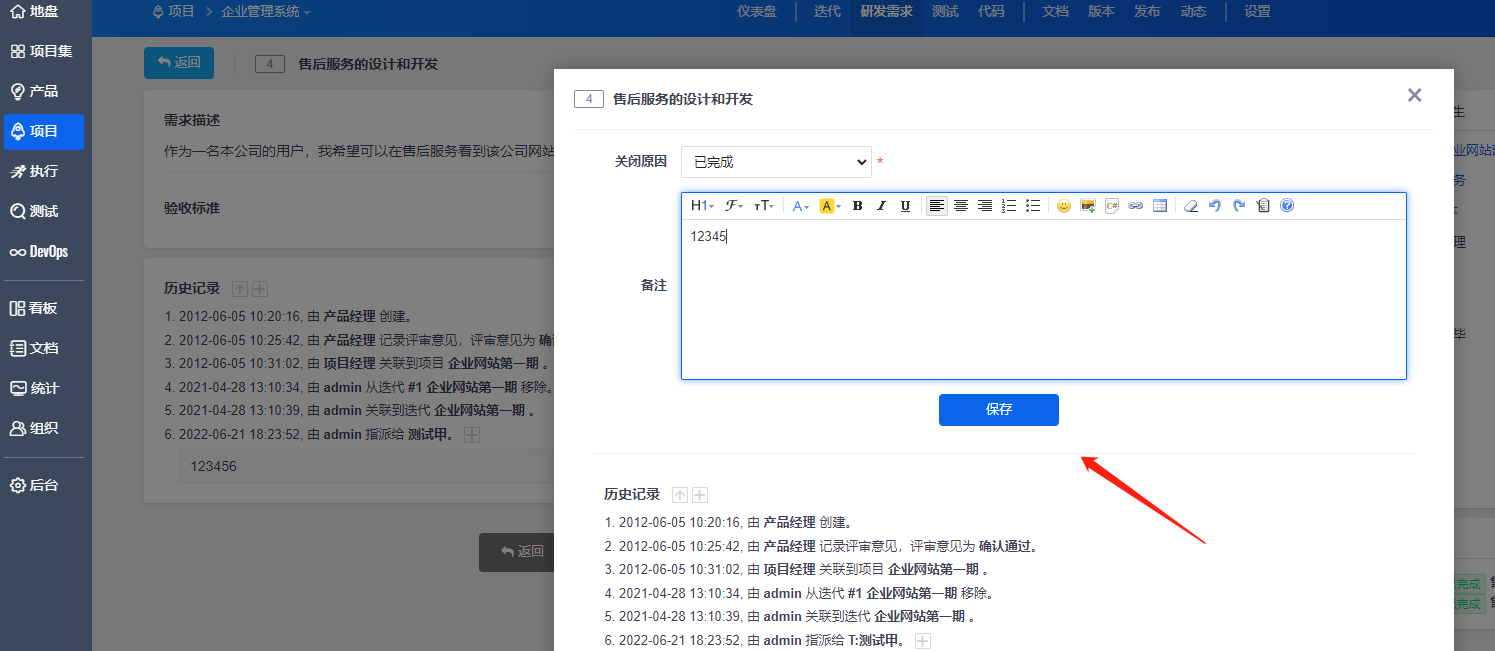 地盘
项目集
产品
项目
执行
测试
DevOps
看板
文档
统计
组织
后台
项目 企业管理系统
仪表盘 迭代 研发需求 测试 代码 文档 版本 发布 动态 设置
返回 4 售后服务的设计和开发
需求描述
作为一名本公司的用户，我希望可以在售后服务看到该公司网站
验收标准
历史记录
1. 2012-06-05 10:20:16, 由 产品经理 创建。
2. 2012-06-05 10:25:42, 由 产品经理 记录评审意见，评审意见为 确
3. 2012-06-05 10:31:02, 由 项目经理 关联到项目 企业网站第一期 。
4. 2021-04-28 13:10:34, 由 admin 从迭代 #1 企业网站第一期 移除。
5. 2021-04-28 13:10:39, 由 admin 关联到迭代 企业网站第一期 。
6. 2022-06-21 18:23:52, 由 admin 指派给 测试甲。
123456
返回
4 售后服务的设计和开发
关闭原因 已完成 *
H1 F TT A A B I U C#
12345
备注
保存
历史记录
1. 2012-06-05 10:20:16, 由 产品经理 创建。
2. 2012-06-05 10:25:42, 由 产品经理 记录评审意见，评审意见为 确认通过。
3. 2012-06-05 10:31:02, 由 项目经理 关联到项目 企业网站第一期 。
4. 2021-04-28 13:10:34, 由 admin 从迭代 #1 企业网站第一期 移除。
5. 2021-04-28 13:10:39, 由 admin 关联到迭代 企业网站第一期 。
6. 2022-06-21 18:23:52, 由 admin 指派给 T:测试甲。
生
业网站
务
理
毕
完成
完成